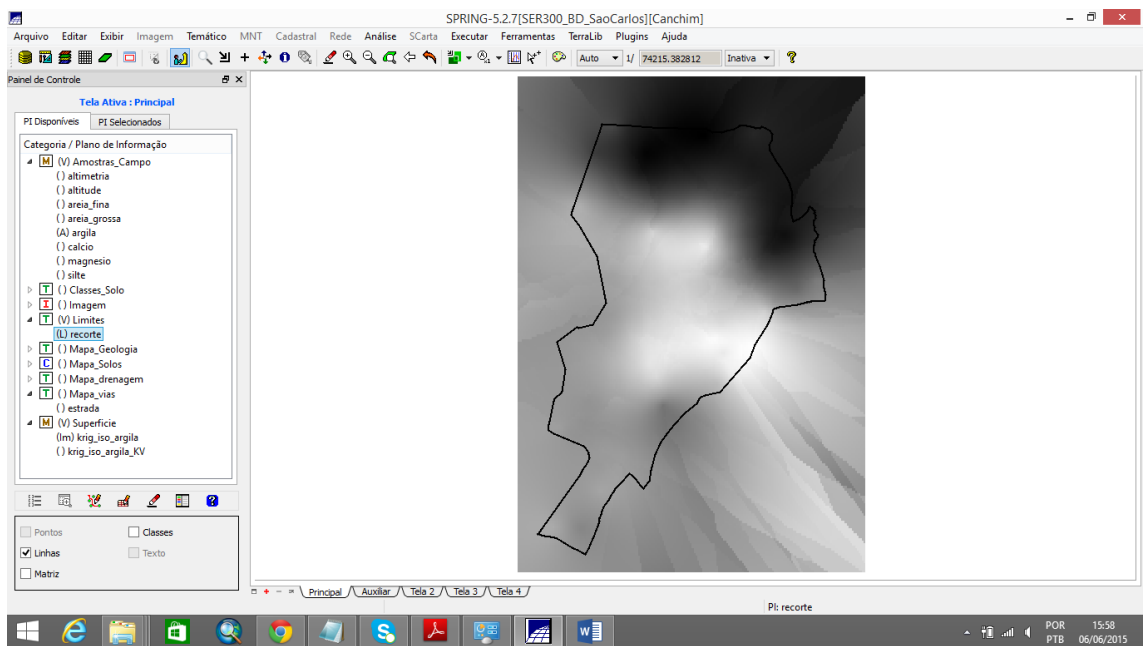 SPRING-5.2.7[SER300_BD_SaoCarlos][Canchim]
Arquivo Editar Exibir Imagem Temático MNT Cadastral Rede Análise SCarta Executar Ferramentas TerraLib Plugins Ajuda
Auto 1/ 74215.382812 Inativa
Painel de Controle
Tela Ativa : Principal
PI Disponíveis PI Selecionados
Categoria / Plano de Informação
M (V) Amostras_Campo
() altimetria
() altitude
() areia_fina
() areia_grossa
(A) argila
() calcio
() magnesio
() silte
T () Classes_Solo
I () Imagem
T (V) Limites
(L) recorte
T () Mapa_Geologia
C () Mapa_Solos
T () Mapa_drenagem
T () Mapa_vias
() estrada
M (V) Superficie
(Im) krig_iso_argila
() krig_iso_argila_KV
Pontos Classes
Linhas Texto
Matriz
Principal Auxiliar Tela 2 Tela 3 Tela 4
PI: recorte
POR 15:58
PTB 06/06/2015